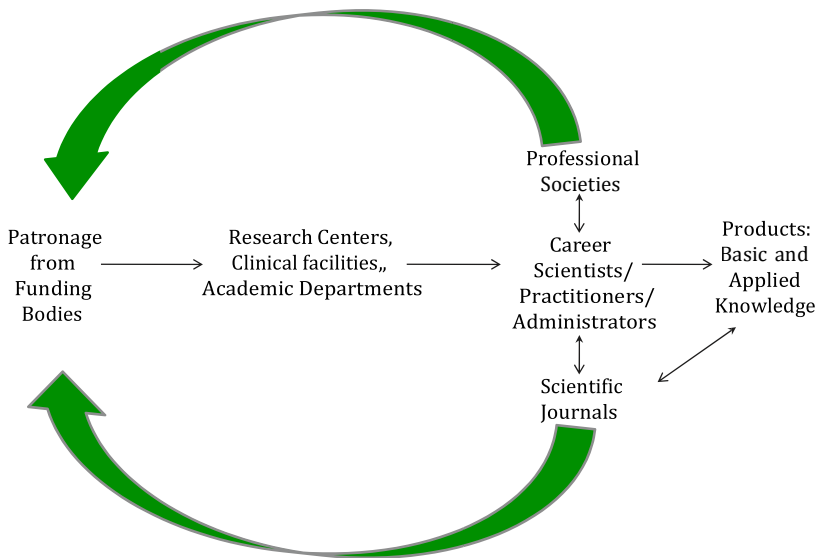 Professional
Societies
Patronage
from
Funding
Bodies
Research Centers,
Clinical facilities,,
Academic Departments
Career
Scientists/
Practitioners/
Administrators
Products:
Basic and
Applied
Knowledge
Scientific
Journals